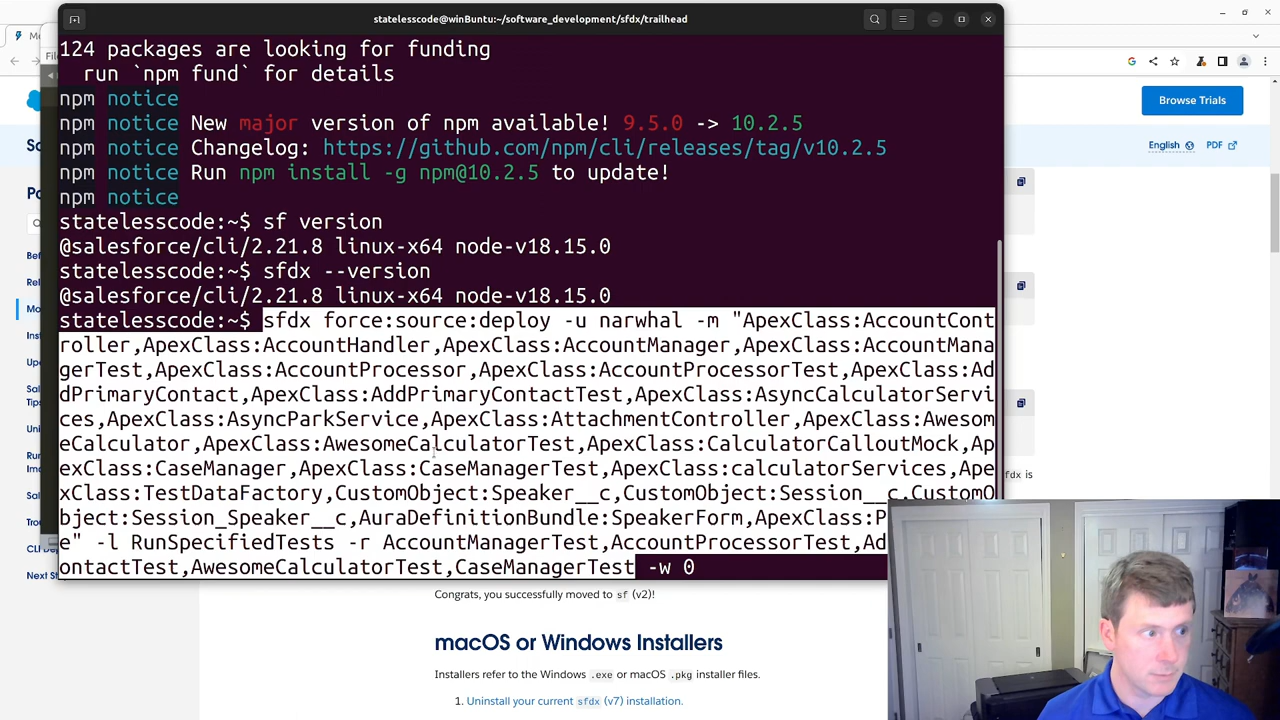 statelesscode@winBuntu:~/software_development/sfdx/trailhead
124 packages are looking for funding
run `npm fund` for details
npm notice
npm notice New major version of npm available! 9.5.0 -> 10.2.5
npm notice Changelog: https://github.com/npm/cli/releases/tag/v10.2.5
npm notice Run npm install -g npm@10.2.5 to update!
npm notice
statelesscode:~$ sf version
@salesforce/cli/2.21.8 linux-x64 node-v18.15.0
statelesscode:~$ sfdx --version
@salesforce/cli/2.21.8 linux-x64 node-v18.15.0
statelesscode:~$ sfdx force:source:deploy -u narwhal -m "ApexClass:AccountCont
roller,ApexClass:AccountHandler,ApexClass:AccountManager,ApexClass:AccountMana
gerTest,ApexClass:AccountProcessor,ApexClass:AccountProcessorTest,ApexClass:Ad
dPrimaryContact,ApexClass:AddPrimaryContactTest,ApexClass:AsyncCalculatorServi
ces,ApexClass:AsyncParkService,ApexClass:AttachmentController,ApexClass:Awesom
eCalculator,ApexClass:AwesomeCalculatorTest,ApexClass:CalculatorCalloutMock,Ap
exClass:CaseManager,ApexClass:CaseManagerTest,ApexClass:calculatorServices,Ape
xClass:TestDataFactory,CustomObject:Speaker__c,CustomObject:Session__c,CustomO
bject:Session_Speaker__c,AuraDefinitionBundle:SpeakerForm,ApexClass:P
e" -l RunSpecifiedTests -r AccountManagerTest,AccountProcessorTest,Ad
ontactTest,AwesomeCalculatorTest,CaseManagerTest -w 0
Browse Trials
English
PDF
sfdx is
Congrats, you successfully moved to sf (v2)!
macOS or Windows Installers
Installers refer to the Windows .exe or macOS .pkg installer files.
1. Uninstall your current sfdx (v7) installation.